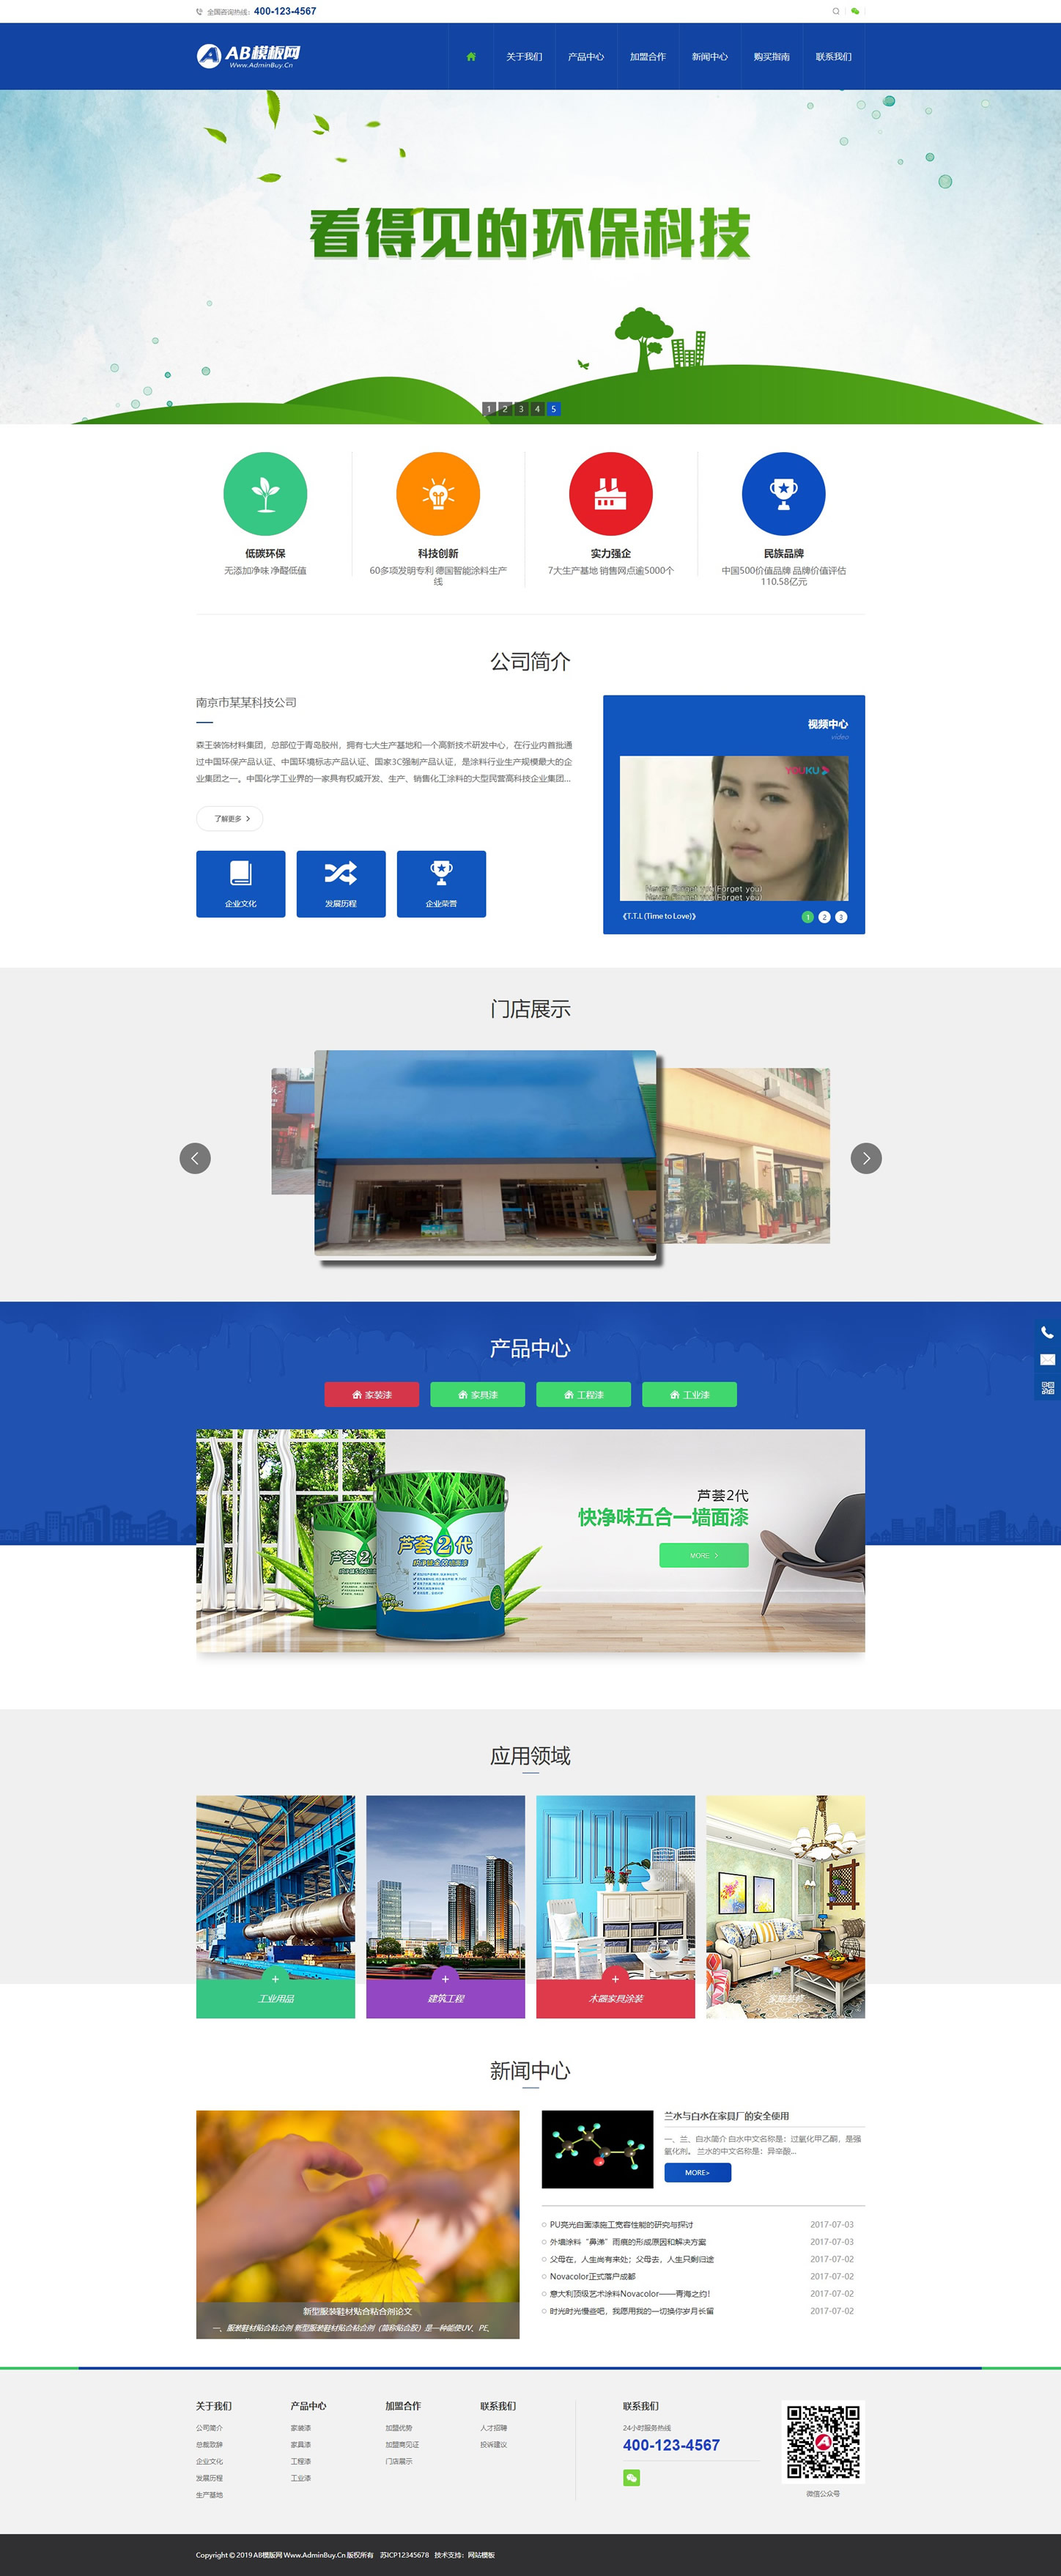 全国咨询热线：400-123-4567
AB模板网
Www.AdminBuy.Cn
关于我们 产品中心 加盟合作 新闻中心 购买指南 联系我们
看得见的环保科技
1 2 3 4 5
低碳环保 科技创新 实力强企 民族品牌
无添加净味 净醛低值 60多项发明专利 德国智能涂料生产 7大生产基地 销售网点逾5000个 中国500价值品牌 品牌价值评估
线 110.58亿元
公司简介
南京市某某科技公司
森王装饰材料集团，总部位于青岛胶州，拥有七大生产基地和一个高新技术研发中心，在行业内首批通
过中国环保产品认证，中国环境标志产品认证、国家3C强制产品认证，是涂料行业生产规模最大的企
业集团之一。中国化学工业界的一家具有权威开发、生产、销售化工涂料的大型民营高科技企业集团...
了解更多
企业文化 发展历程 企业荣誉
视频中心
video
YOUKU
Never Forget you(Forget you)
Never Forget you(Forget you)
《T.T.L (Time to Love)》
1 2 3
门店展示
产品中心
家装漆 家具漆 工程漆 工业漆
芦荟2代
芦荟2代
快净味五合一墙面漆
MORE
应用领域
工业用品 建筑工程 木器家具涂装 家庭装修
新闻中心
新型服装鞋材贴合粘合剂论文
一、服装鞋材贴合粘合剂 新型服装鞋材贴合粘合剂（简称贴合胶）是一种能使UV、PE、
兰水与白水在家具厂的安全使用
一、兰、白水简介 白水中文名称是：过氧化甲乙酮，是强
氧化剂。 兰水的中文名称是：异辛酸...
MORE>
PU亮光白面漆施工宽容性能的研究与探讨 2017-07-03
外墙涂料“鼻涕”雨痕的形成原因和解决方案 2017-07-03
父母在，人生尚有来处；父母去，人生只剩归途 2017-07-02
Novacolor正式落户成都 2017-07-02
意大利顶级艺术涂料Novacolor——青海之约！ 2017-07-02
时光时光慢些吧，我愿用我的一切换你岁月长留 2017-07-02
关于我们 产品中心 加盟合作 联系我们 联系我们
公司简介 家装漆 加盟优势 人才招聘 24小时服务热线
总裁致辞 家具漆 加盟商见证 投诉建议 400-123-4567
企业文化 工程漆 门店展示
发展历程 工业漆
生产基地
微信公众号
Copyright © 2019 AB模版网 Www.AdminBuy.Cn 版权所有 苏ICP12345678 技术支持：网站模板